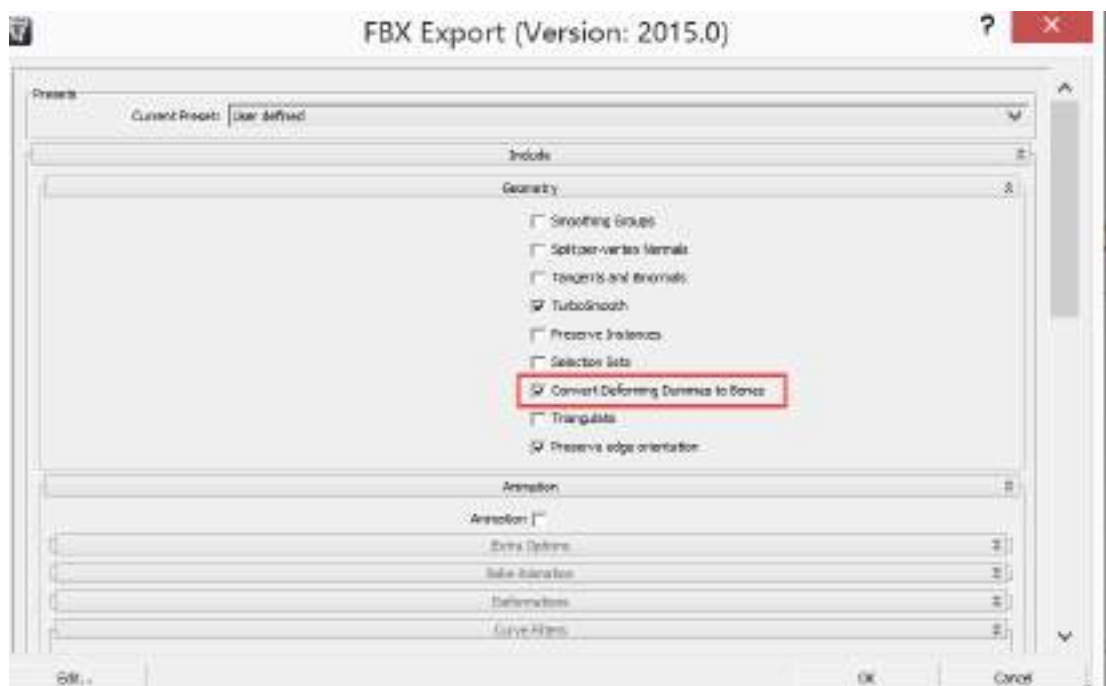 FBX Export (Version: 2015.0)
?
Presets
Current Preset: User defined
Include
Geometry
Smoothing Groups
Split per-vertex Normals
Tangents and Binormals
TurboSmooth
Preserve Instances
Selection Sets
Convert Deforming Dummies to Bones
Triangulate
Preserve edge orientation
Animation
Animation
Extra Options
Bake Animation
Deformations
Curve Filters
Edit..
OK
Cancel